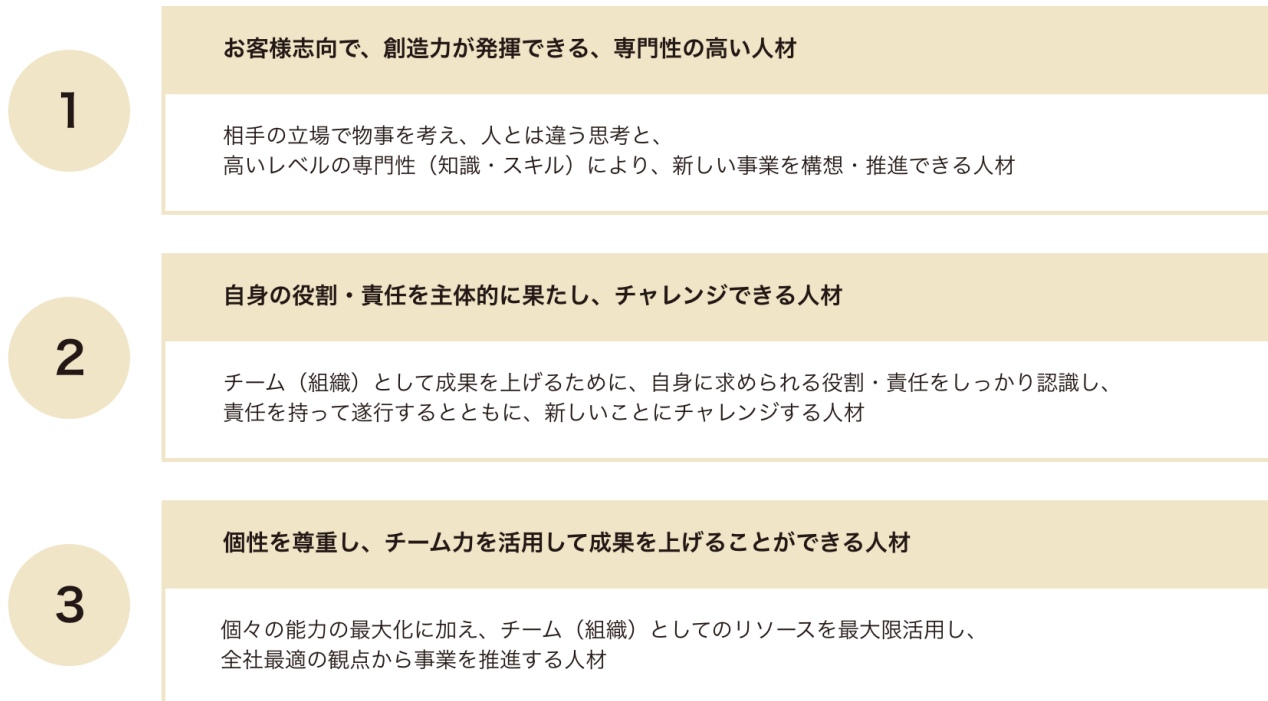 1
お客様志向で、創造力が発揮できる、専門性の高い人材
相手の立場で物事を考え、人とは違う思考と、
高いレベルの専門性（知識・スキル）により、新しい事業を構想・推進できる人材
2
自身の役割・責任を主体的に果たし、チャレンジできる人材
チーム（組織）として成果を上げるために、自身に求められる役割・責任をしっかり認識し、
責任を持って遂行するとともに、新しいことにチャレンジする人材
3
個性を尊重し、チーム力を活用して成果を上げることができる人材
個々の能力の最大化に加え、チーム（組織）としてのリソースを最大限活用し、
全社最適の観点から事業を推進する人材